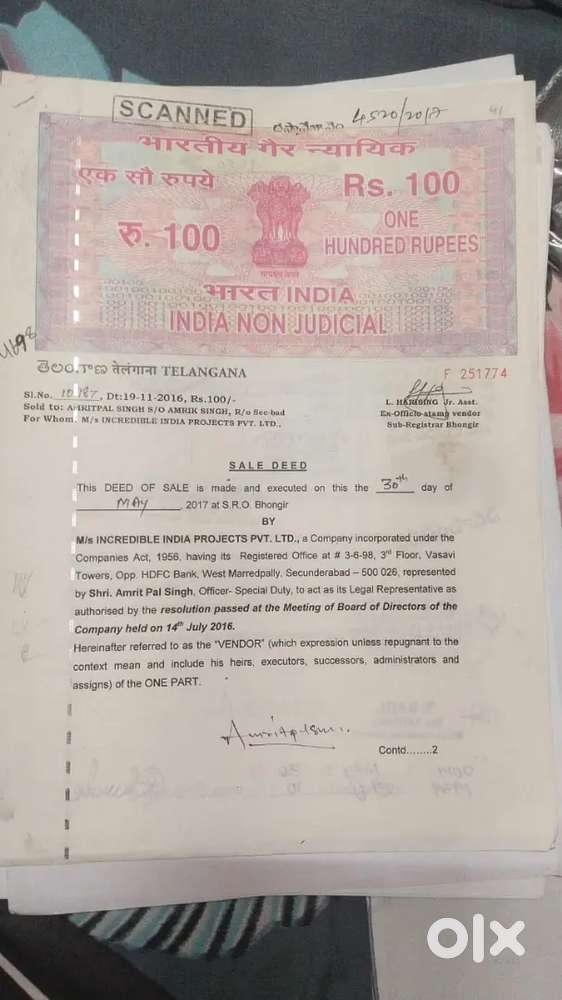 SCANNED
దస్తావేజు నం 4520/2017
भारतीय गैर न्यायिक
एक सौ रुपये
Rs. 100
रु. 100
ONE
HUNDRED RUPEES
सत्यमेव जयते
भारत INDIA
INDIA NON JUDICIAL
తెలంగాణ तेलंगाना TELANGANA
F 251774
Sl.No. 10187, Dt:19-11-2016, Rs.100/-
Sold to: AMRITPAL SINGH S/O AMRIK SINGH, R/o Sec-bad
For Whom. M/s INCREDIBLE INDIA PROJECTS PVT. LTD.,
L. HARISING Jr. Asst.
Ex-Officio-stamp vendor
Sub-Registrar Bhongir
SALE DEED
This DEED OF SALE is made and executed on this the 30th day of
MAY, 2017 at S.R.O. Bhongir
BY
M/s INCREDIBLE INDIA PROJECTS PVT. LTD., a Company incorporated under the
Companies Act, 1956, having its Registered Office at # 3-6-98, 3rd Floor, Vasavi
Towers, Opp. HDFC Bank, West Marredpally, Secunderabad – 500 026, represented
by Shri. Amrit Pal Singh, Officer- Special Duty, to act as its Legal Representative as
authorised by the resolution passed at the Meeting of Board of Directors of the
Company held on 14th July 2016.
Hereinafter referred to as the "VENDOR" (which expression unless repugnant to the
context mean and include his heirs, executors, successors, administrators and
assigns) of the ONE PART.
Contd........2
olx